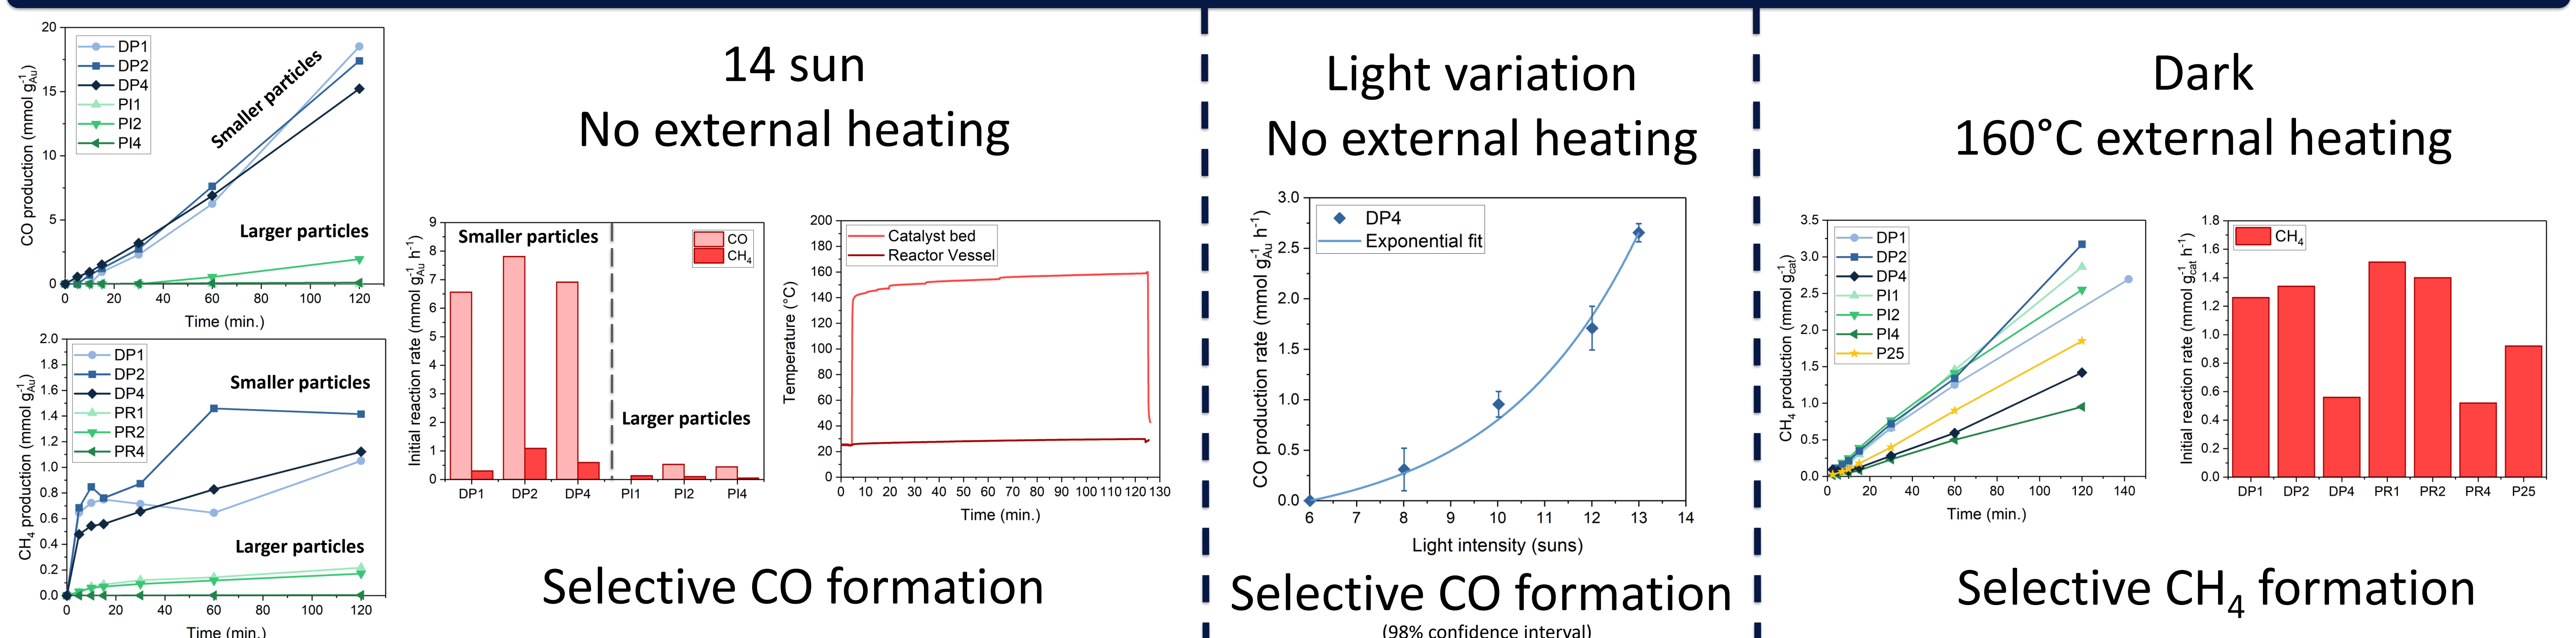 20
15
10
5
0
0 20 40 60 80 100 120
CO production (mmol g⁻¹Au)
Time (min.)
DP1
DP2
DP4
PI1
PI2
PI4
Smaller particles
Larger particles
2.0
1.8
1.6
1.4
1.2
1.0
0.8
0.6
0.4
0.2
0.0
0 20 40 60 80 100 120
CH₄ production (mmol g⁻¹Au)
Time (min.)
DP1
DP2
DP4
PR1
PR2
PR4
Smaller particles
Larger particles
14 sun
No external heating
9
8
7
6
5
4
3
2
1
0
Initial reaction rate (mmol g⁻¹Au h⁻¹)
Smaller particles
CO
CH₄
Larger particles
DP1 DP2 DP4 PI1 PI2 PI4
200
180
160
140
120
100
80
60
40
20
0
Temperature (°C)
Catalyst bed
Reactor Vessel
0 10 20 30 40 50 60 70 80 90 100 110 120 130
Time (min.)
Selective CO formation
Light variation
No external heating
3.0
2.5
2.0
1.5
1.0
0.5
0.0
CO production rate (mmol g⁻¹Au h⁻¹)
DP4
Exponential fit
6 7 8 9 10 11 12 13 14
Light intensity (suns)
Selective CO formation
(98% confidence interval)
Dark
160°C external heating
3.5
3.0
2.5
2.0
1.5
1.0
0.5
0.0
CH₄ production (mmol g⁻¹cat)
DP1
DP2
DP4
PI1
PI2
PI4
P25
0 20 40 60 80 100 120 140
Time (min.)
1.8
1.6
1.4
1.2
1.0
0.8
0.6
0.4
0.2
0.0
Initial reaction rate (mmol g⁻¹cat h⁻¹)
CH₄
DP1 DP2 DP4 PR1 PR2 PR4 P25
Selective CH₄ formation